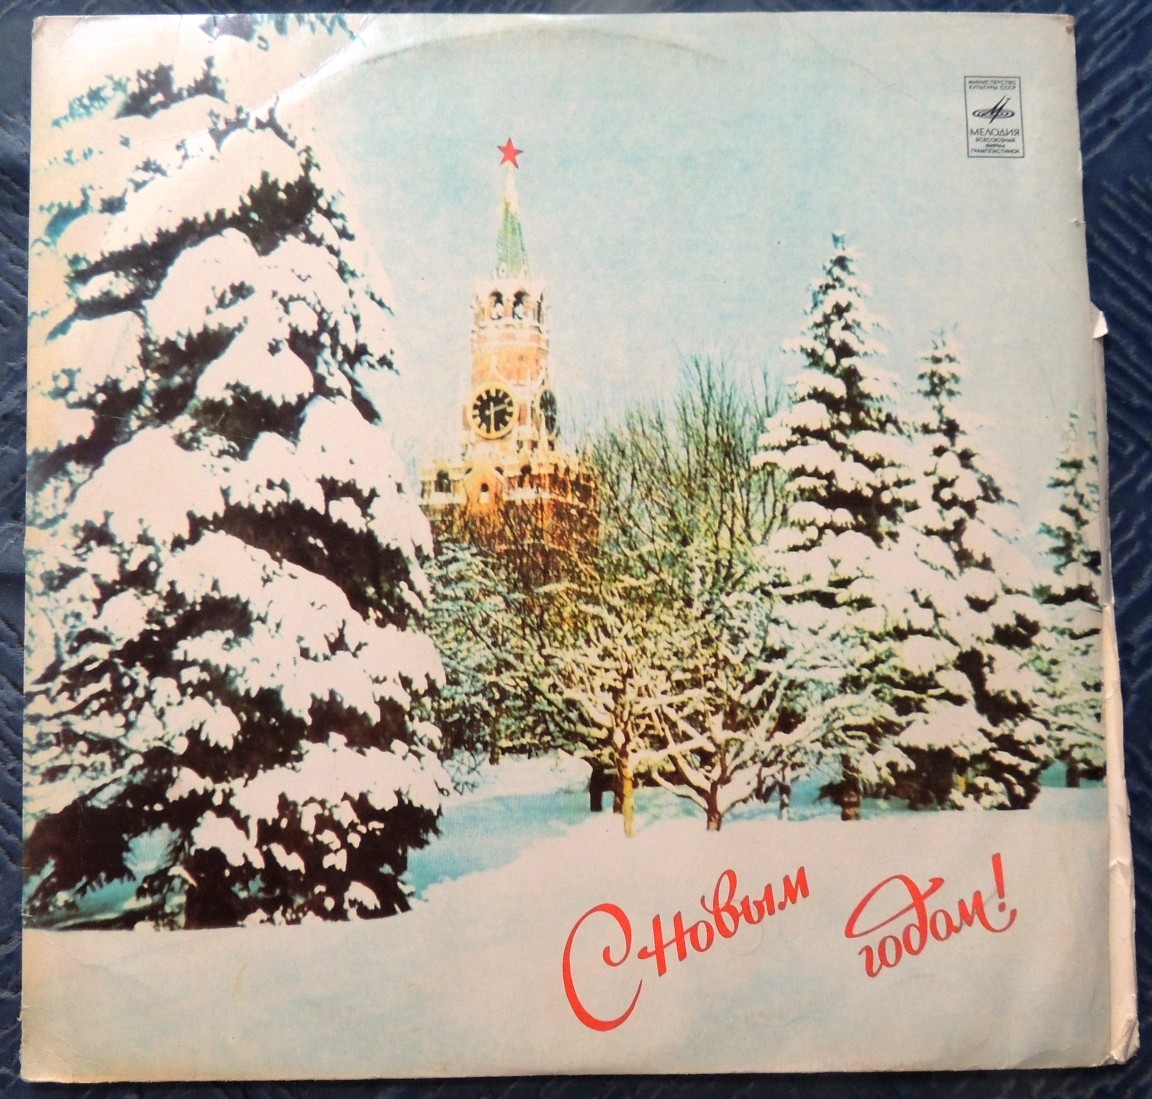 МИНИСТЕРСТВО
КУЛЬТУРЫ СССР
МЕЛОДИЯ
ВСЕСОЮЗНАЯ
ФИРМА
ГРАМПЛАСТИНОК
С Новым
годом!